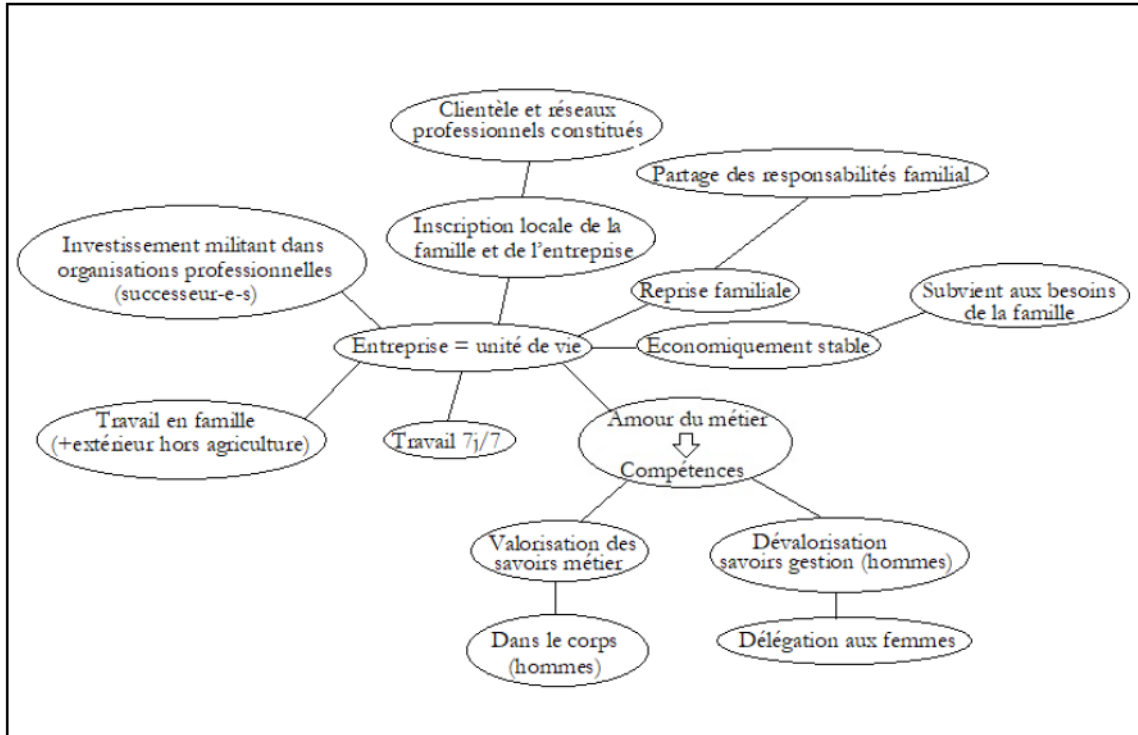 Clientèle et réseaux
professionnels constitués
Partage des responsabilités familial
Inscription locale de la
famille et de l'entreprise
Investissement militant dans
organisations professionnelles
(successeur-e-s)
Reprise familiale
Subvient aux besoins
de la famille
Entreprise = unité de vie
Economiquement stable
Travail en famille
(+extérieur hors agriculture)
Travail 7j/7
Amour du métier
Compétences
Valorisation des
savoirs métier
Dévalorisation
savoirs gestion (hommes)
Dans le corps
(hommes)
Délégation aux femmes